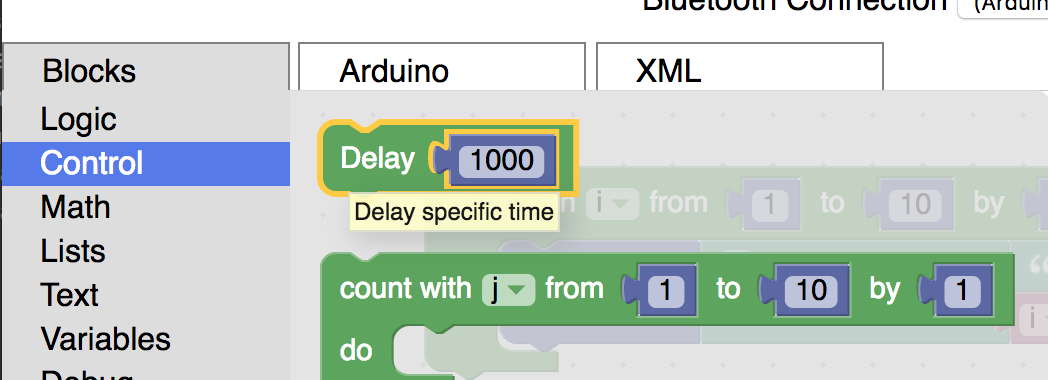 Bluetooth Connection (Arduin
Blocks Arduino XML
Logic
Control
Delay 1000
Math
Delay specific time
n i from 1 to 10 by
Lists
Text
count with j from 1 to 10 by 1
Variables
i
do
Debug